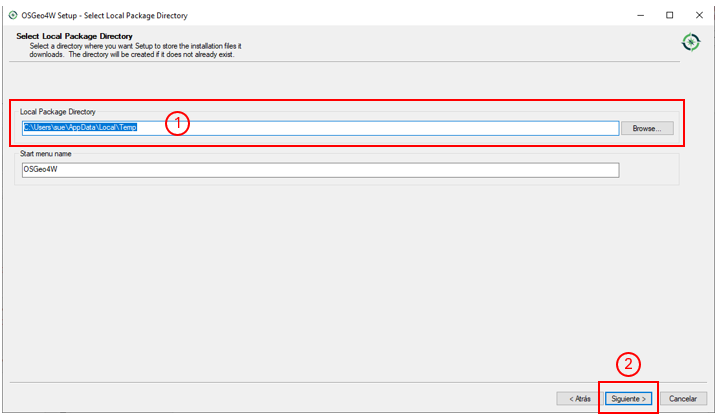 OSGeo4W Setup - Select Local Package Directory
Select Local Package Directory
Select a directory where you want Setup to store the installation files it
downloads. The directory will be created if it does not already exist.
Local Package Directory
C:\Users\sue\AppData\Local\Temp
1
Browse...
Start menu name
OSGeo4W
2
< Atrás
Siguiente >
Cancelar